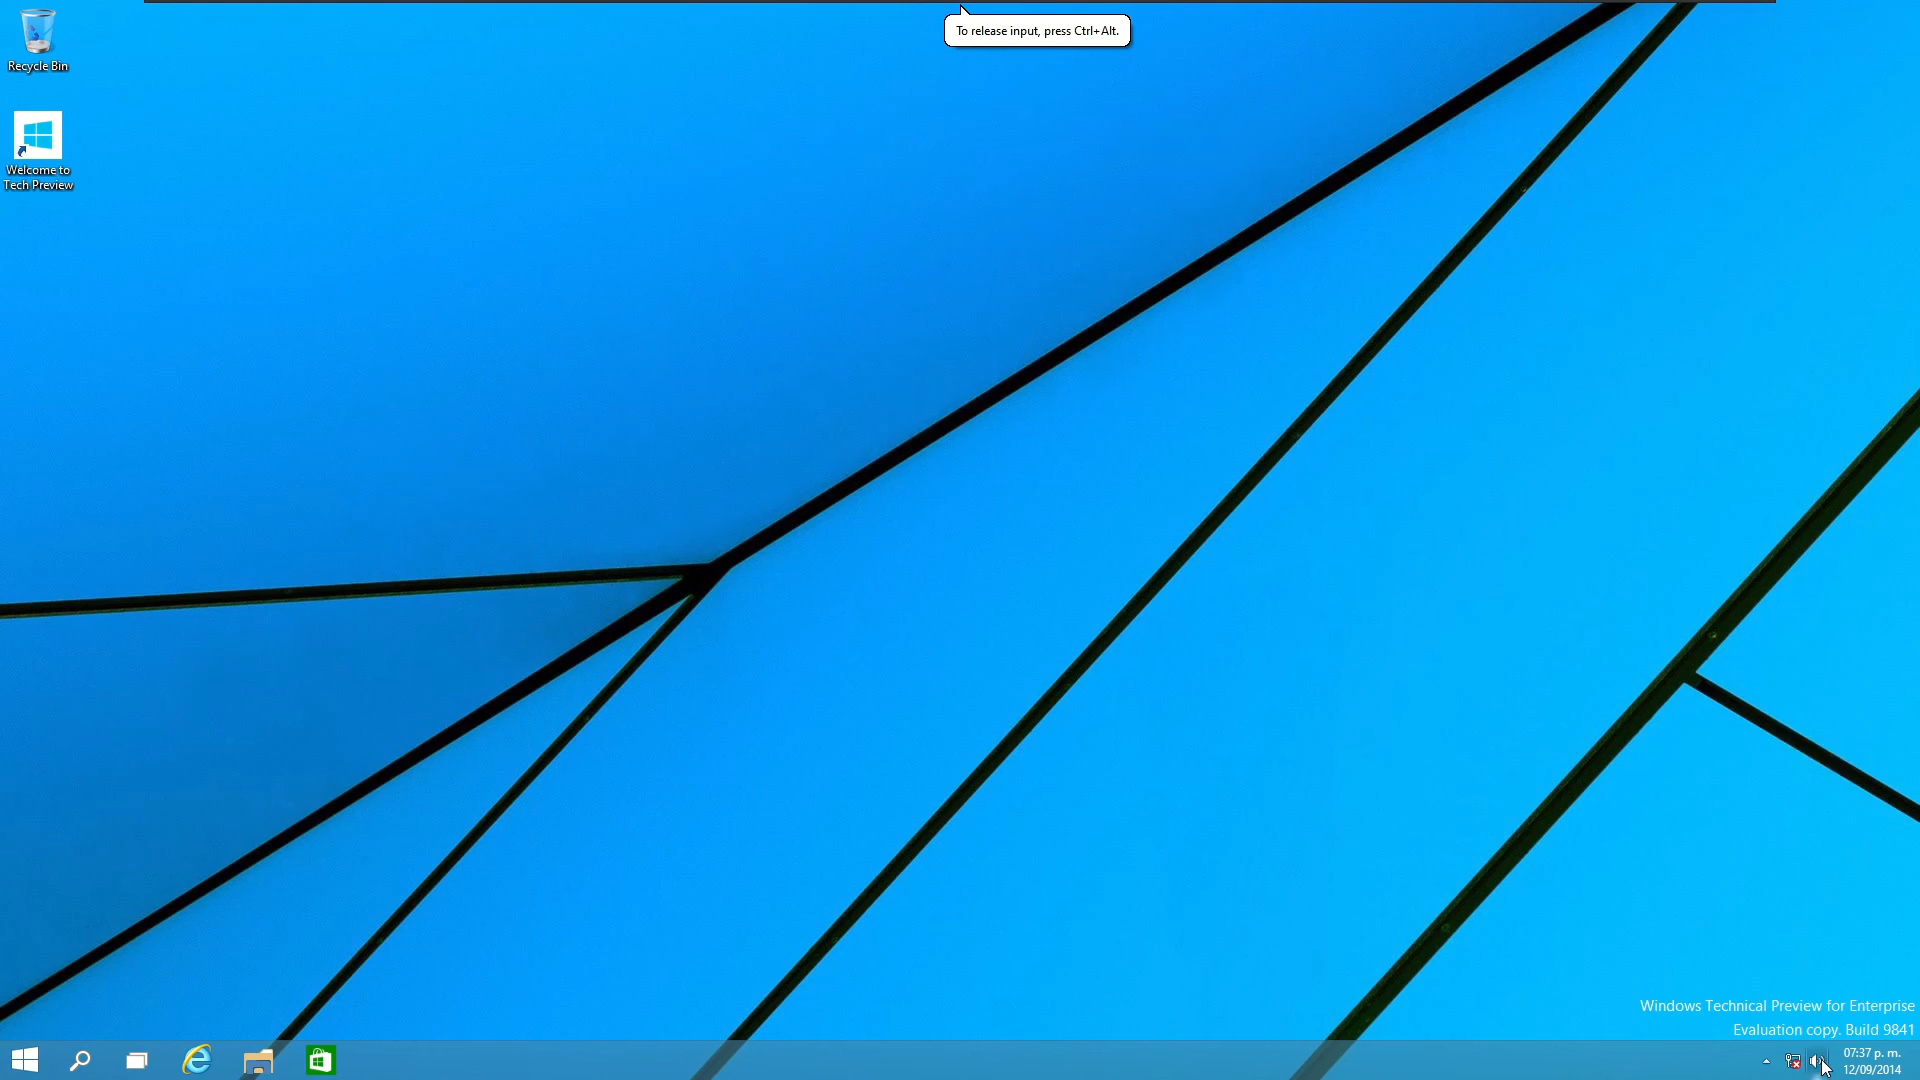 To release input, press Ctrl+Alt.
Recycle Bin
Welcome to
Tech Preview
Windows Technical Preview for Enterprise
Evaluation copy. Build 9841
07:37 p. m.
12/09/2014